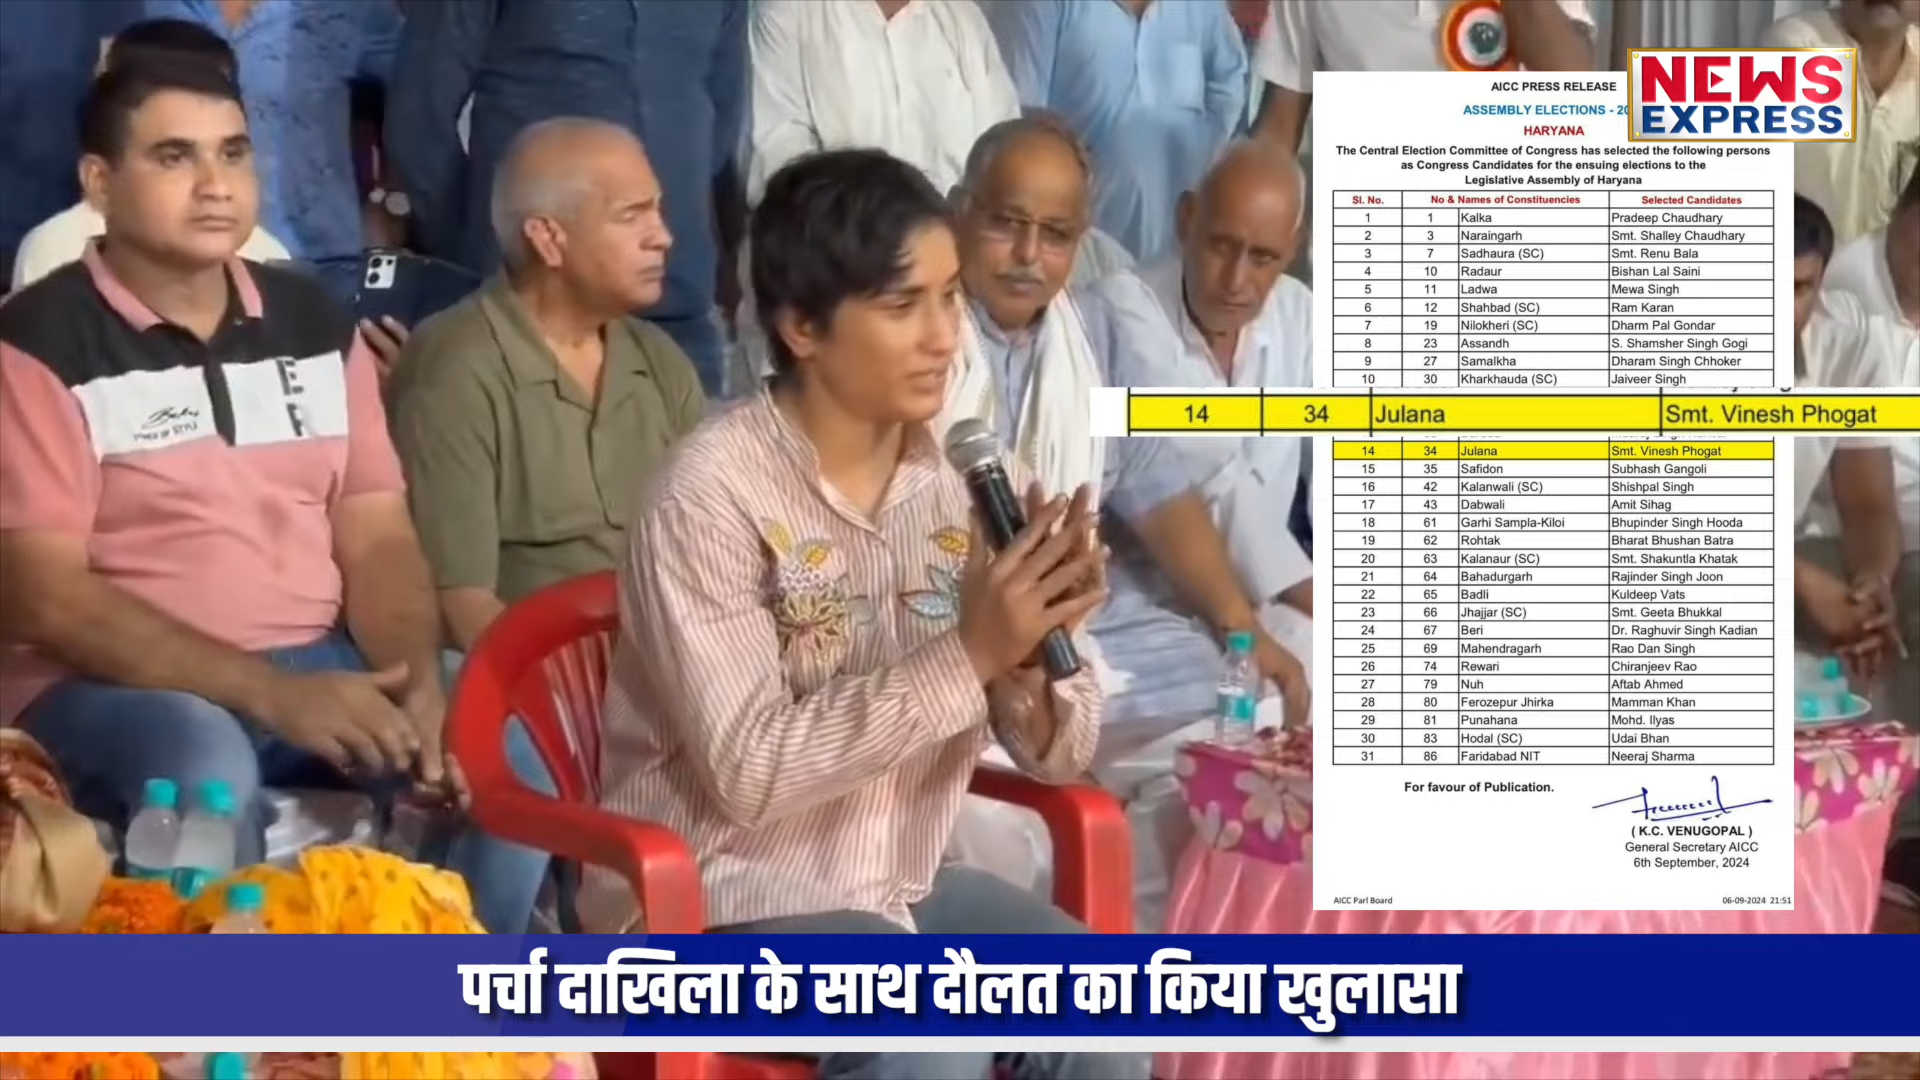 NEWS
EXPRESS
AICC PRESS RELEASE
ASSEMBLY ELECTIONS - 20
HARYANA
The Central Election Committee of Congress has selected the following persons
as Congress Candidates for the ensuing elections to the
Legislative Assembly of Haryana
Sl. No. No & Names of Constituencies Selected Candidates
1 1 Kalka Pradeep Chaudhary
2 3 Naraingarh Smt. Shalley Chaudhary
3 7 Sadhaura (SC) Smt. Renu Bala
4 10 Radaur Bishan Lal Saini
5 11 Ladwa Mewa Singh
6 12 Shahbad (SC) Ram Karan
7 19 Nilokheri (SC) Dharm Pal Gondar
8 23 Assandh S. Shamsher Singh Gogi
9 27 Samalkha Dharam Singh Chhoker
10 30 Kharkhauda (SC) Jaiveer Singh
14 34 Julana Smt. Vinesh Phogat
14 34 Julana Smt. Vinesh Phogat
15 35 Safidon Subhash Gangoli
16 42 Kalanwali (SC) Shishpal Singh
17 43 Dabwali Amit Sihag
18 61 Garhi Sampla-Kiloi Bhupinder Singh Hooda
19 62 Rohtak Bharat Bhushan Batra
20 63 Kalanaur (SC) Smt. Shakuntla Khatak
21 64 Bahadurgarh Rajinder Singh Joon
22 65 Badli Kuldeep Vats
23 66 Jhajjar (SC) Smt. Geeta Bhukkal
24 67 Beri Dr. Raghuvir Singh Kadian
25 69 Mahendragarh Rao Dan Singh
26 74 Rewari Chiranjeev Rao
27 79 Nuh Aftab Ahmed
28 80 Ferozepur Jhirka Mamman Khan
29 81 Punahana Mohd. Ilyas
30 83 Hodal (SC) Udai Bhan
31 86 Faridabad NIT Neeraj Sharma
For favour of Publication.
( K.C. VENUGOPAL )
General Secretary AICC
6th September, 2024
AICC Parl Board 06-09-2024 21:51
पर्चा दाखिला के साथ दौलत का किया खुलासा